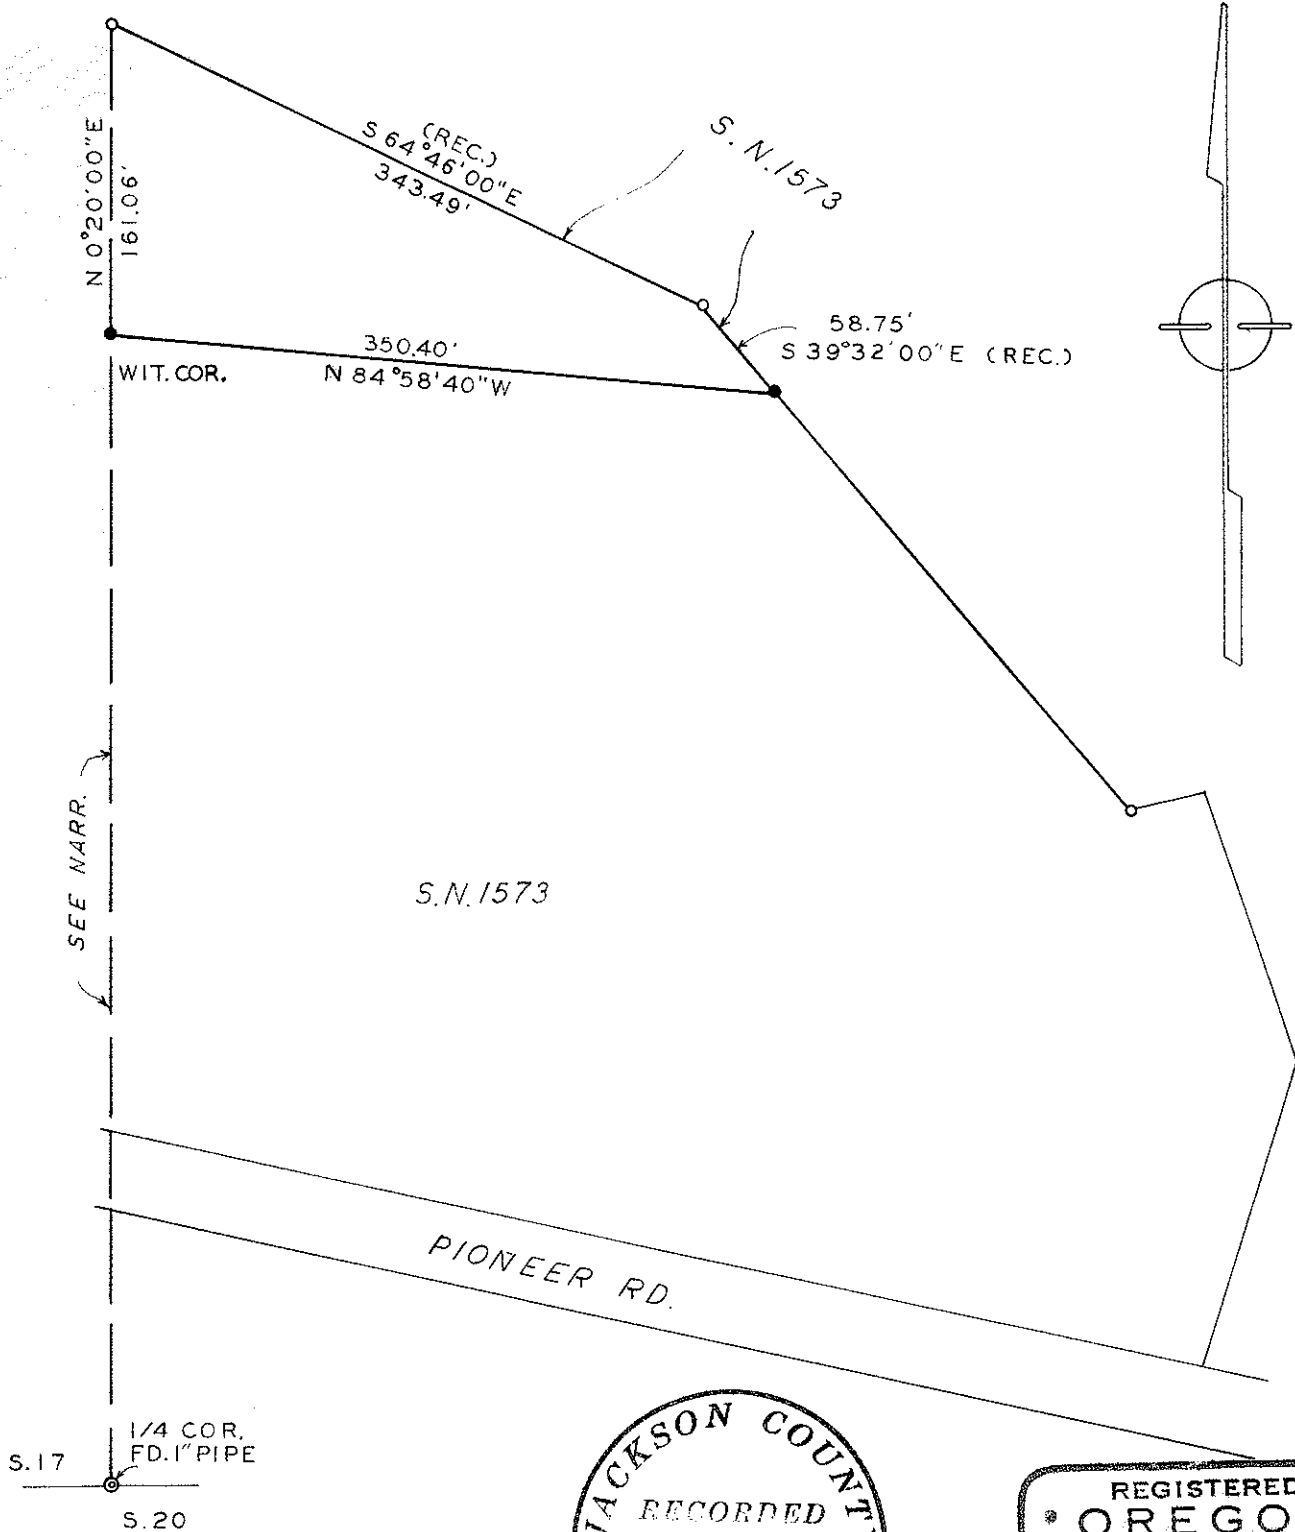 N 0°20'00"E
161.06'
(REC.)
S 64°46'00"E
343.49'
S. N. 1573
58.75'
S 39°32'00"E (REC.)
350.40'
WIT. COR.
N 84°58'40"W
SEE NARR.
S.N. 1573
PIONEER RD.
1/4 COR.
FD. 1" PIPE
S.17
S.20
JACKSON COUNT
RECORDED
REGISTERED
OREGO